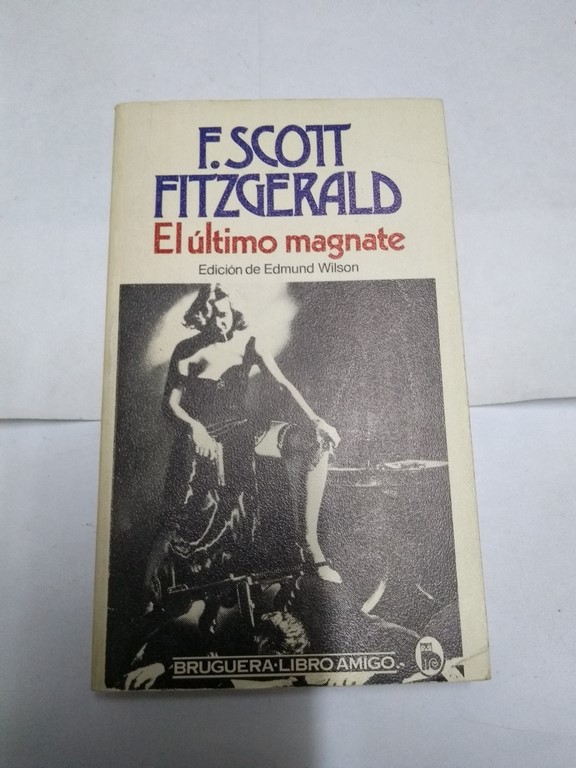 F. SCOTT
FITZGERALD
El último magnate
Edición de Edmund Wilson
BRUGUERA·LIBRO AMIGO